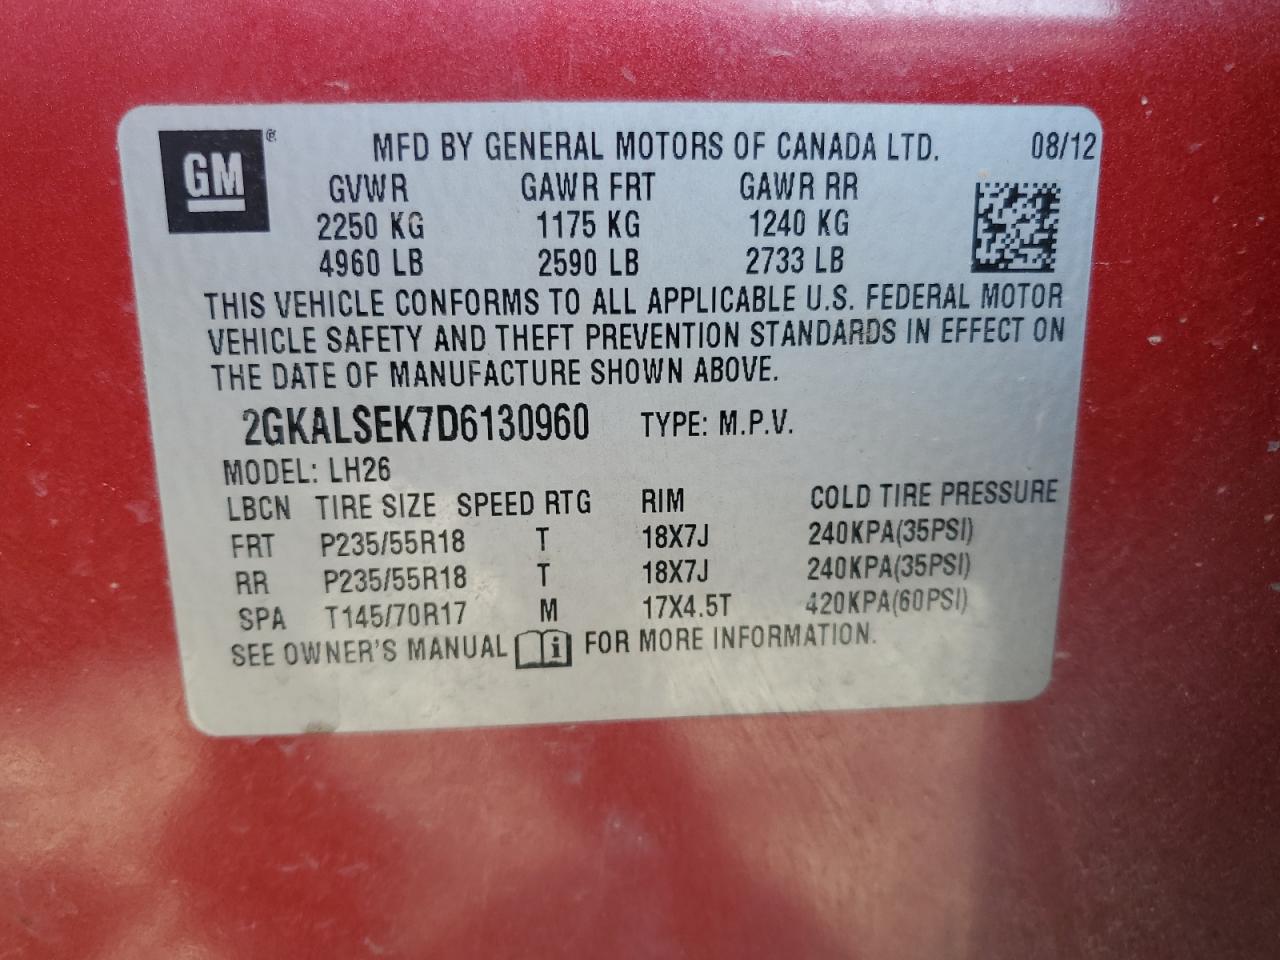 GM ® MFD BY GENERAL MOTORS OF CANADA LTD. 08/12
GVWR GAWR FRT GAWR RR
2250 KG 1175 KG 1240 KG
4960 LB 2590 LB 2733 LB
THIS VEHICLE CONFORMS TO ALL APPLICABLE U.S. FEDERAL MOTOR
VEHICLE SAFETY AND THEFT PREVENTION STANDARDS IN EFFECT ON
THE DATE OF MANUFACTURE SHOWN ABOVE.
2GKALSEK7D6130960 TYPE: M.P.V.
MODEL: LH26
LBCN TIRE SIZE SPEED RTG RIM COLD TIRE PRESSURE
FRT P235/55R18 T 18X7J 240KPA(35PSI)
RR P235/55R18 T 18X7J 240KPA(35PSI)
SPA T145/70R17 M 17X4.5T 420KPA(60PSI)
SEE OWNER'S MANUAL i FOR MORE INFORMATION.